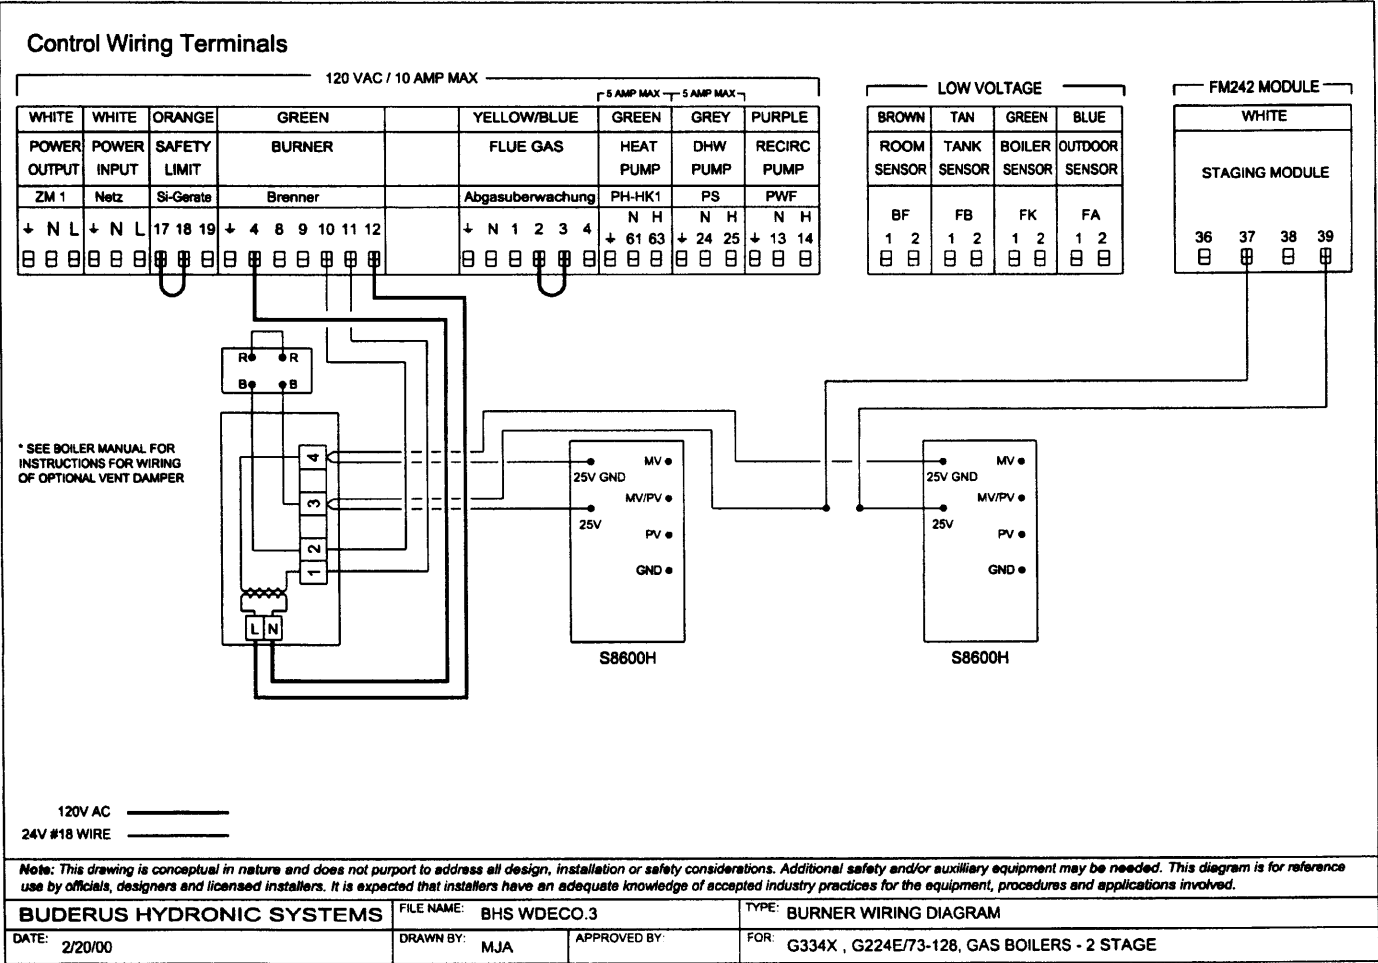 Control Wiring Terminals
120 VAC / 10 AMP MAX
5 AMP MAX 5 AMP MAX
WHITE WHITE ORANGE GREEN YELLOW/BLUE GREEN GREY PURPLE
POWER OUTPUT POWER INPUT SAFETY LIMIT BURNER FLUE GAS HEAT PUMP DHW PUMP RECIRC PUMP
ZM 1 Netz Si-Gerate Brenner Abgasuberwachung PH-HK1 PS PWF
N H N H N H
N L N L 17 18 19 4 8 9 10 11 12 N 1 2 3 4 61 63 24 25 13 14
LOW VOLTAGE
BROWN TAN GREEN BLUE
ROOM SENSOR TANK SENSOR BOILER SENSOR OUTDOOR SENSOR
BF FB FK FA
1 2 1 2 1 2 1 2
FM242 MODULE
WHITE
STAGING MODULE
36 37 38 39
R R
B B
* SEE BOILER MANUAL FOR
INSTRUCTIONS FOR WIRING
OF OPTIONAL VENT DAMPER
4
3
2
1
L N
MV
25V GND
MV/PV
25V
PV
GND
S8600H
MV
25V GND
MV/PV
25V
PV
GND
S8600H
120V AC
24V #18 WIRE
Note: This drawing is conceptual in nature and does not purport to address all design, installation or safety considerations. Additional safety and/or auxilliary equipment may be needed. This diagram is for reference
use by officials, designers and licensed installers. It is expected that installers have an adequate knowledge of accepted industry practices for the equipment, procedures and applications involved.
BUDERUS HYDRONIC SYSTEMS FILE NAME: BHS WDECO.3 TYPE: BURNER WIRING DIAGRAM
DATE: 2/20/00 DRAWN BY: MJA APPROVED BY: FOR: G334X , G224E/73-128, GAS BOILERS - 2 STAGE